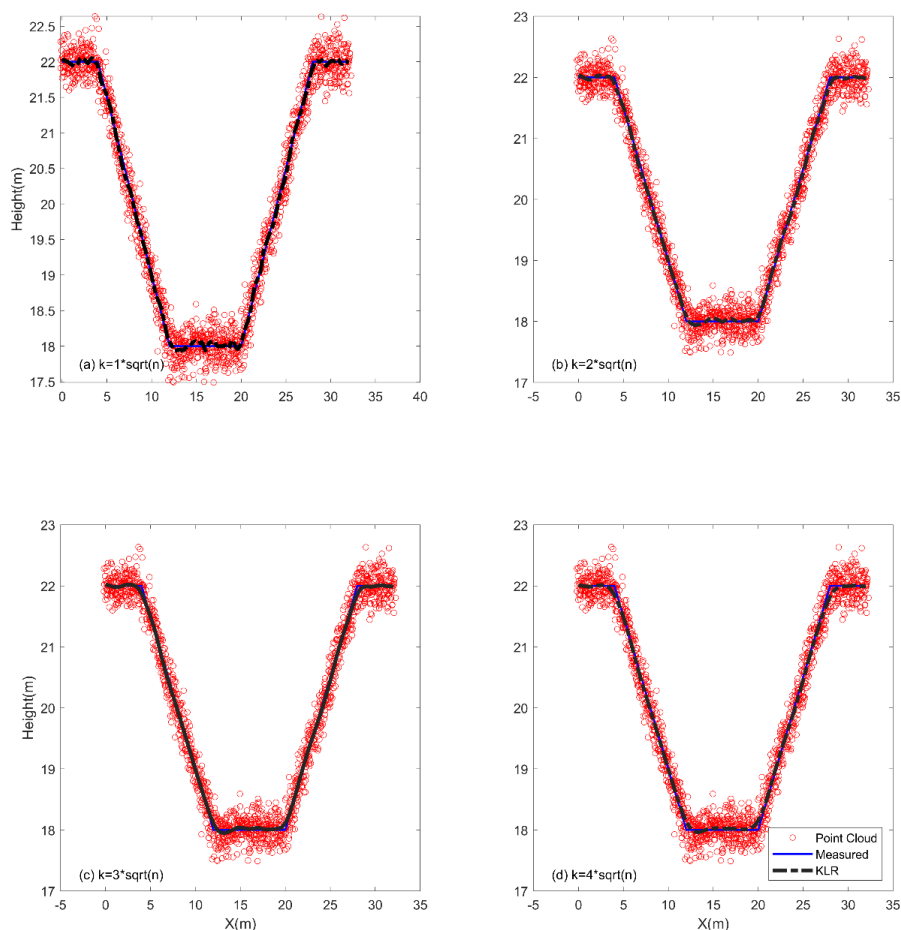 22.5
22
21.5
21
20.5
20
19.5
19
18.5
18
17.5
Height(m)
(a) k=1*sqrt(n)
0 5 10 15 20 25 30 35 40
23
22
21
20
19
18
17
(b) k=2*sqrt(n)
-5 0 5 10 15 20 25 30 35
23
22
21
20
19
18
17
Height(m)
(c) k=3*sqrt(n)
-5 0 5 10 15 20 25 30 35
X(m)
23
22
21
20
19
18
17
Point Cloud
Measured
KLR
(d) k=4*sqrt(n)
-5 0 5 10 15 20 25 30 35
X(m)